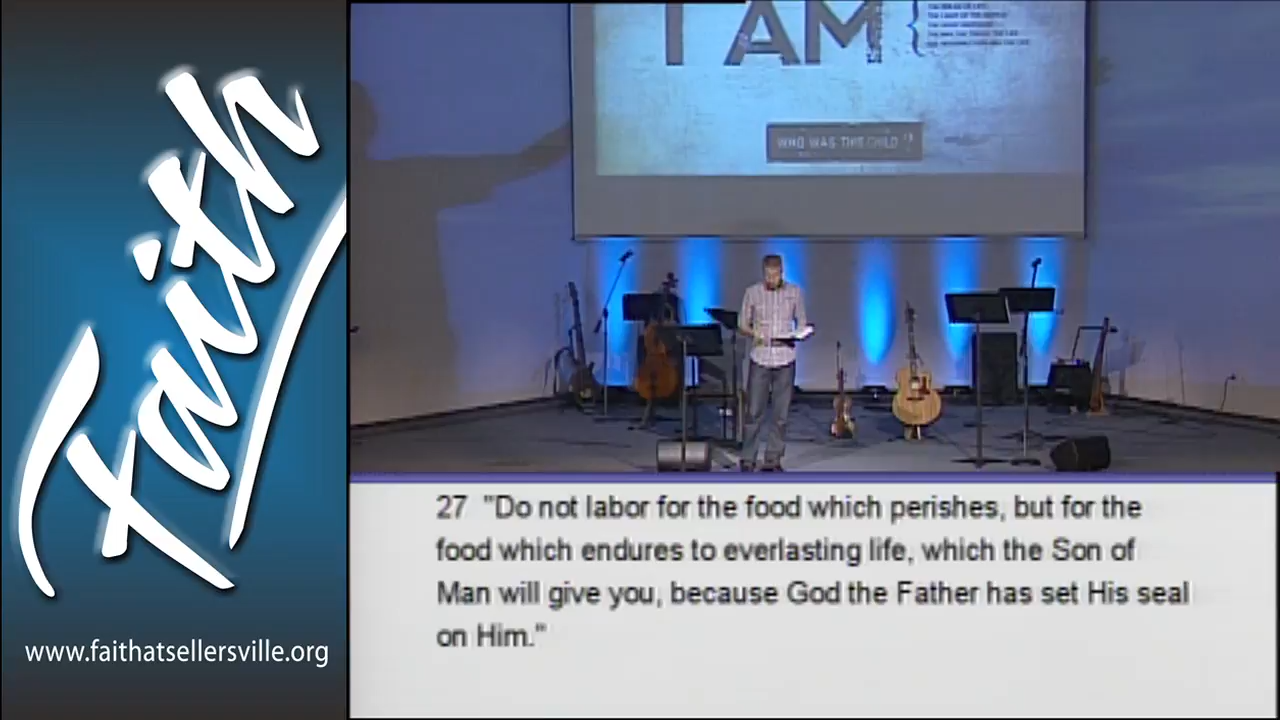 Faith
www.faithatsellersville.org
I AM
WHO WAS THIS CHILD ?
27 "Do not labor for the food which perishes, but for the
food which endures to everlasting life, which the Son of
Man will give you, because God the Father has set His seal
on Him."